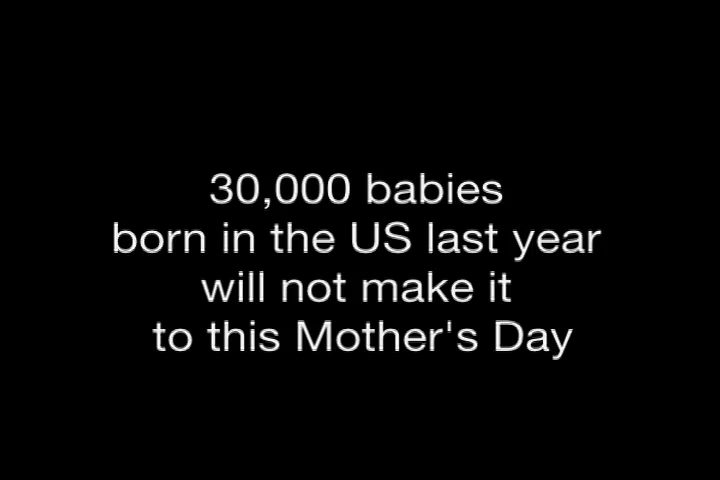 30,000 babies
born in the US last year
will not make it
to this Mother's Day